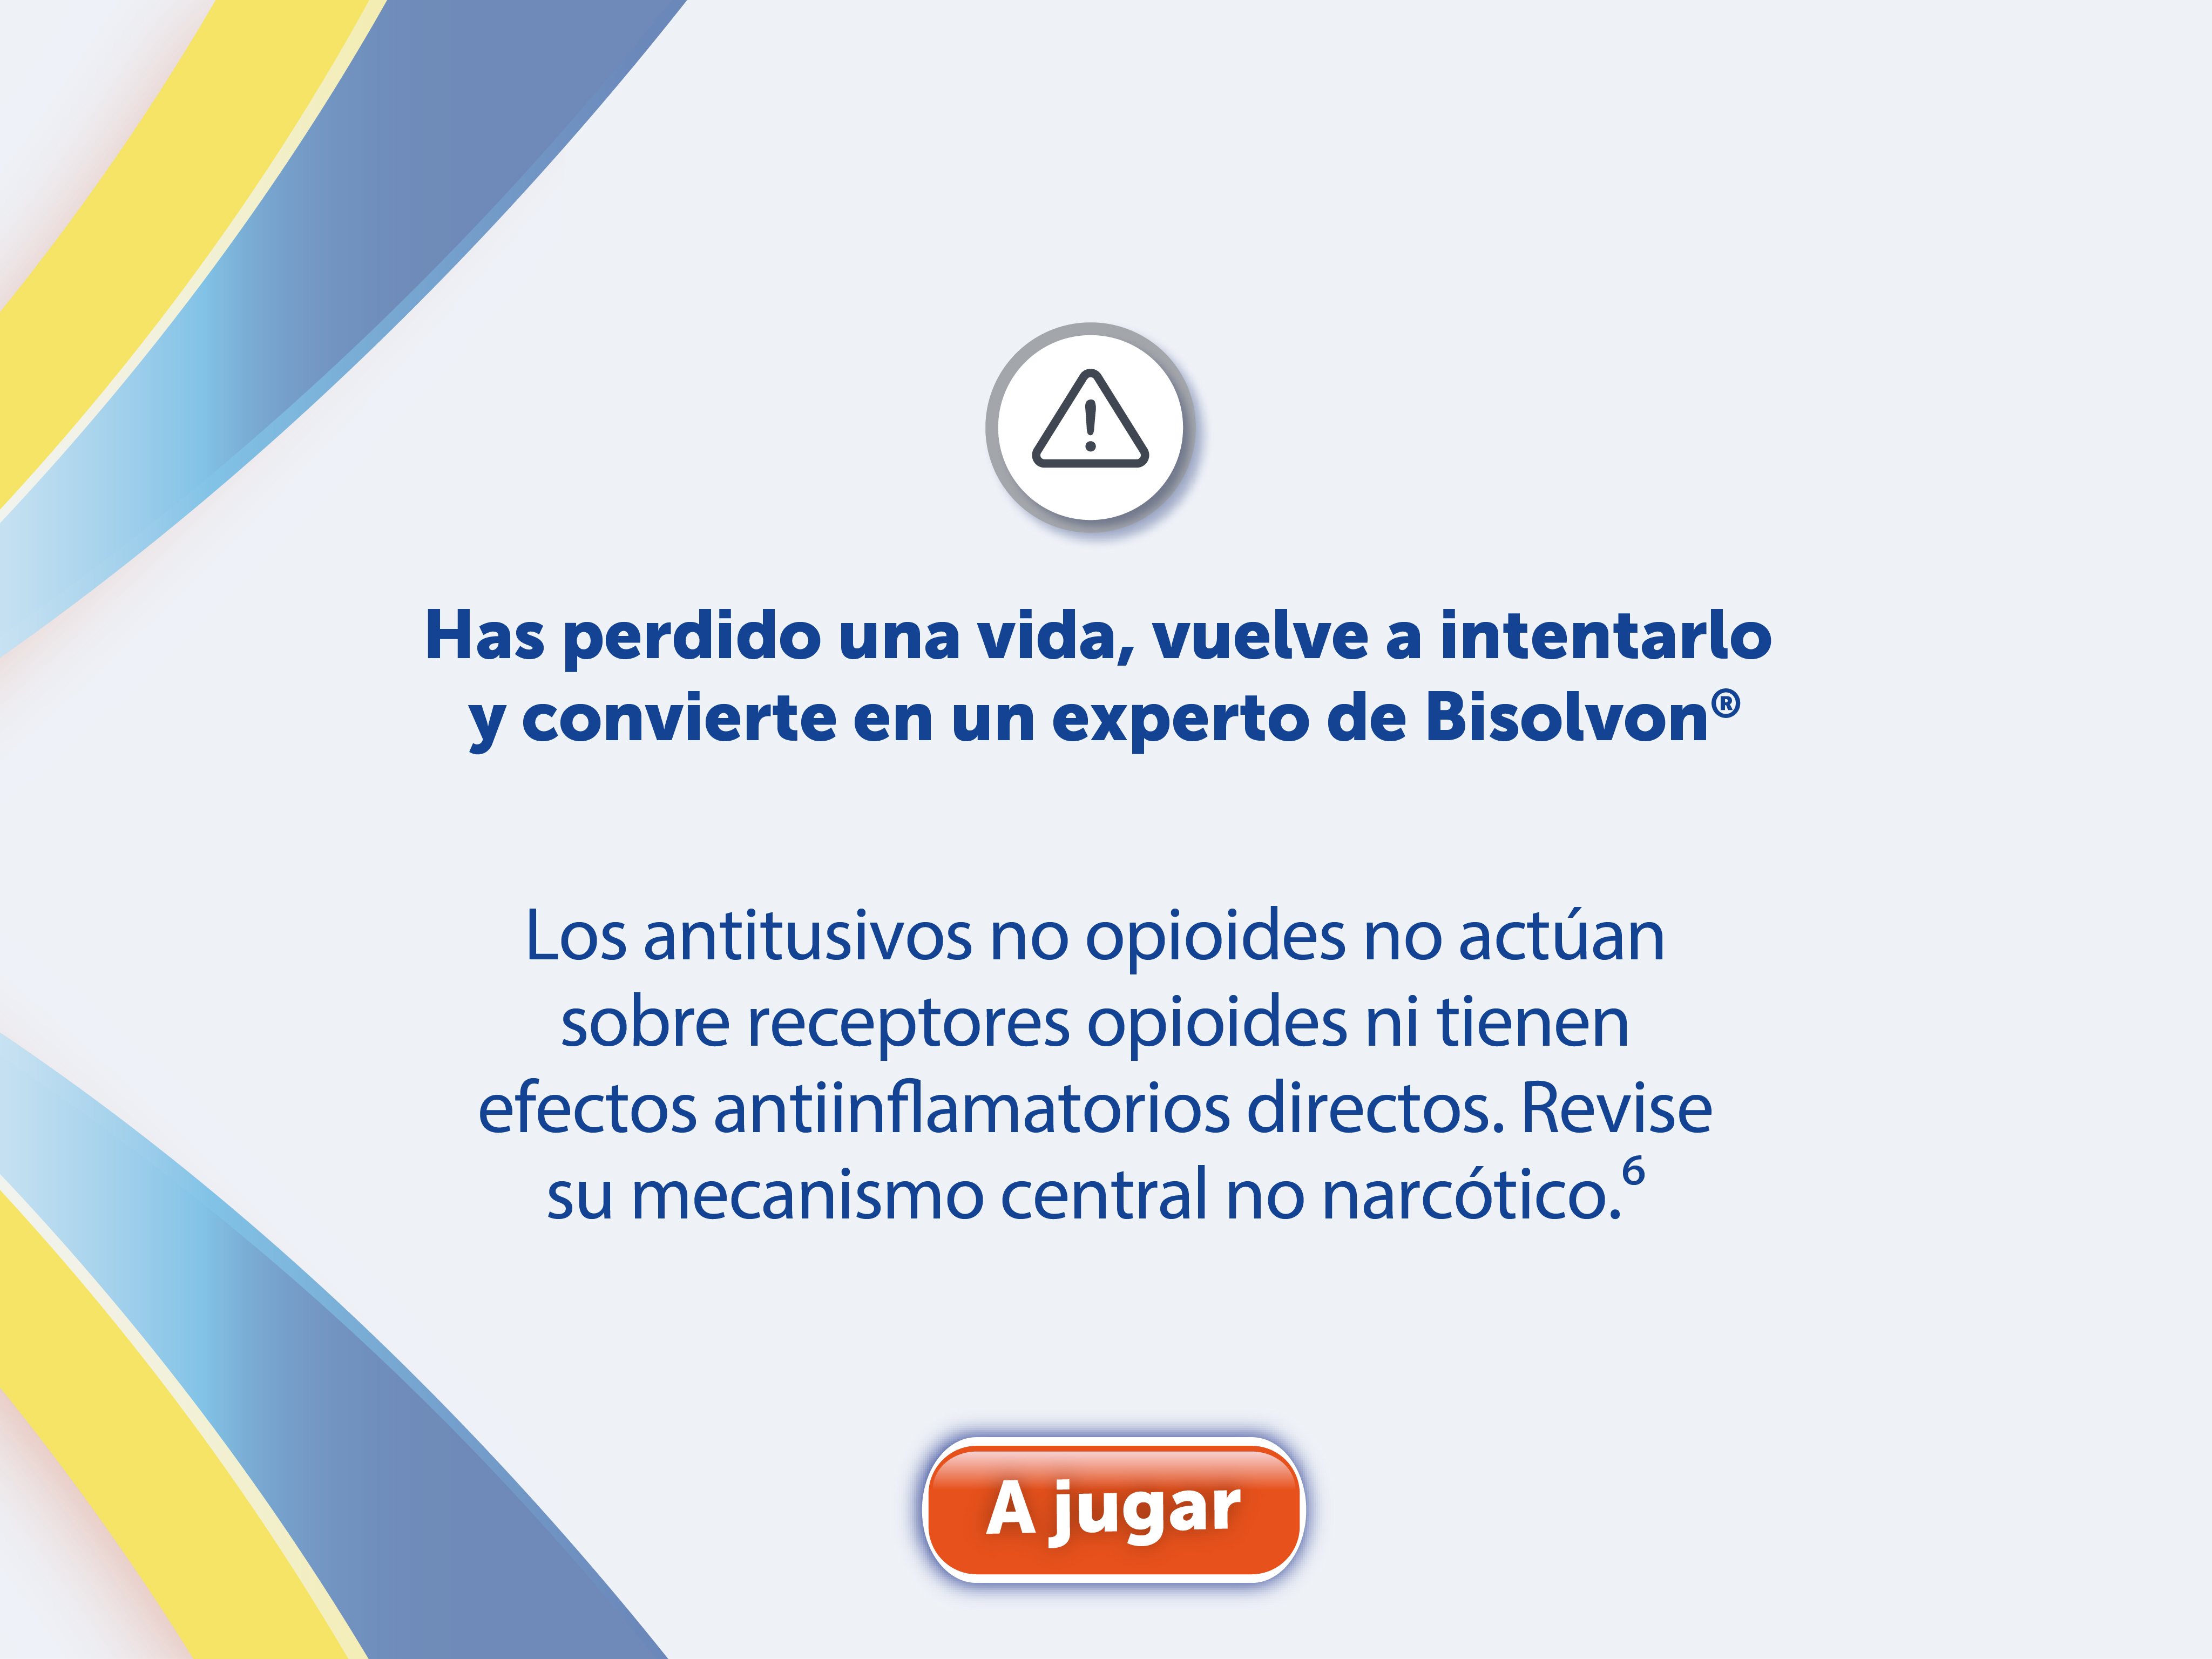 Has perdido una vida, vuelve a intentarlo
y convierte en un experto de Bisolvon®
Los antitusivos no opioides no actúan
sobre receptores opioides ni tienen
efectos antiinflamatorios directos. Revise
su mecanismo central no narcótico.⁶
A jugar